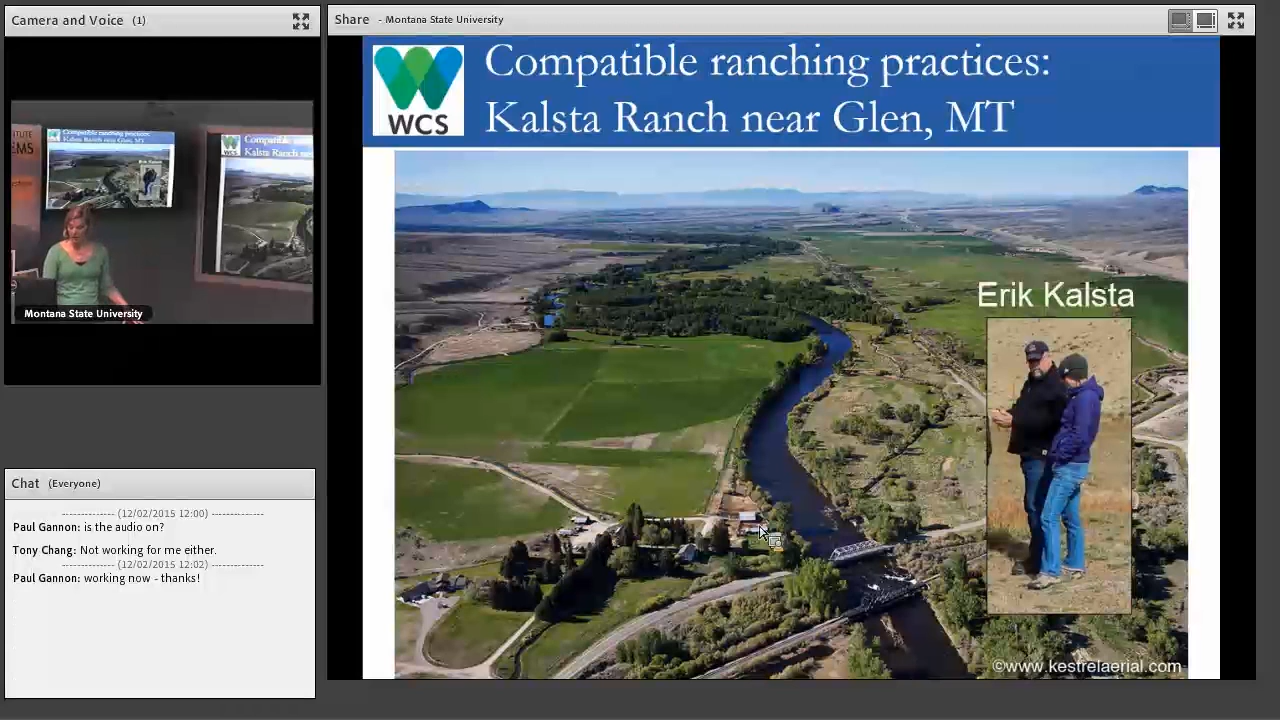 Camera and Voice (1)
Share - Montana State University
WCS
Compatible ranching practices:
Kalsta Ranch near Glen, MT
Erik Kalsta
©www.kestrelaerial.com
Montana State University
Chat (Everyone)
-------------- (12/02/2015 12:00) --------------
Paul Gannon: is the audio on?
Tony Chang: Not working for me either.
-------------- (12/02/2015 12:02) --------------
Paul Gannon: working now - thanks!